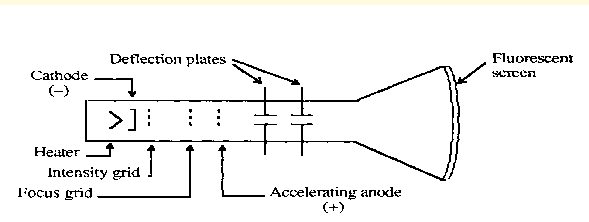 Deflection plates
Fluorescent
screen
Cathode
(−)
Heater
Intensity grid
Focus grid
Accelerating anode
(+)